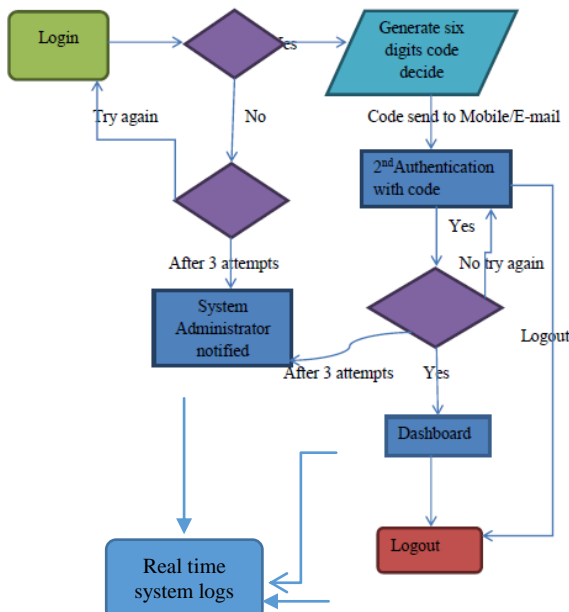 Login
Yes
Generate six
digits code
decide
Try again
No
Code send to Mobile/E-mail
2nd Authentication
with code
Yes
After 3 attempts
No try again
System
Administrator
notified
Logout
After 3 attempts
Yes
Dashboard
Logout
Real time
system logs